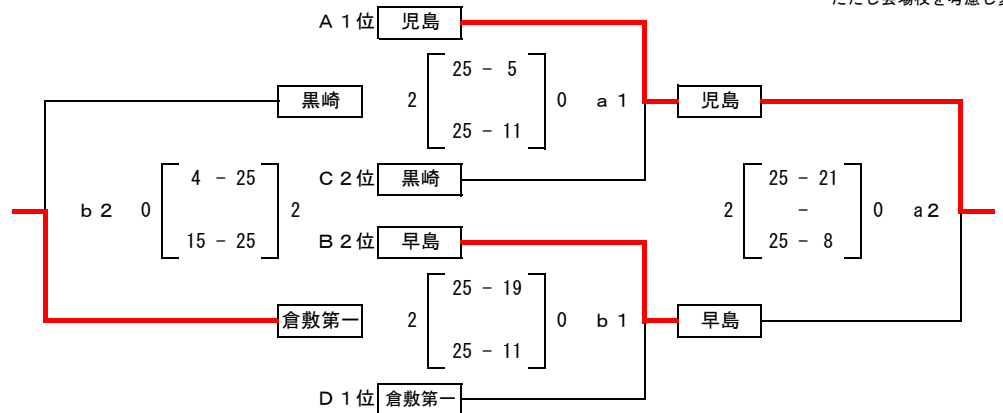 A1位 児島
25 - 5
黒崎 2 0 a1 児島
25 - 11
4 - 25 C2位 黒崎 25 - 21
b2 0 2 2 - 0 a2
15 - 25 B2位 早島 25 - 8
25 - 19
倉敷第一 2 0 b1 早島
25 - 11
D1位 倉敷第一